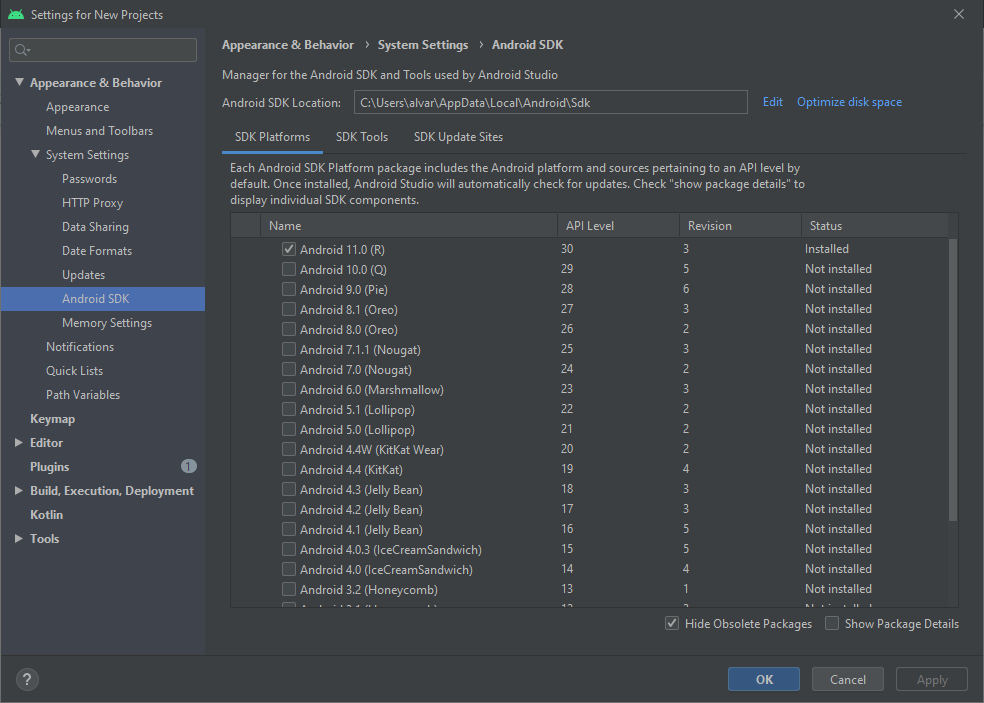 Settings for New Projects
Appearance & Behavior
Appearance
Menus and Toolbars
System Settings
Passwords
HTTP Proxy
Data Sharing
Date Formats
Updates
Android SDK
Memory Settings
Notifications
Quick Lists
Path Variables
Keymap
Editor
Plugins 1
Build, Execution, Deployment
Kotlin
Tools
Appearance & Behavior › System Settings › Android SDK
Manager for the Android SDK and Tools used by Android Studio
Android SDK Location: C:\Users\alvar\AppData\Local\Android\Sdk Edit Optimize disk space
SDK Platforms SDK Tools SDK Update Sites
Each Android SDK Platform package includes the Android platform and sources pertaining to an API level by
default. Once installed, Android Studio will automatically check for updates. Check "show package details" to
display individual SDK components.
Name API Level Revision Status
Android 11.0 (R) 30 3 Installed
Android 10.0 (Q) 29 5 Not installed
Android 9.0 (Pie) 28 6 Not installed
Android 8.1 (Oreo) 27 3 Not installed
Android 8.0 (Oreo) 26 2 Not installed
Android 7.1.1 (Nougat) 25 3 Not installed
Android 7.0 (Nougat) 24 2 Not installed
Android 6.0 (Marshmallow) 23 3 Not installed
Android 5.1 (Lollipop) 22 2 Not installed
Android 5.0 (Lollipop) 21 2 Not installed
Android 4.4W (KitKat Wear) 20 2 Not installed
Android 4.4 (KitKat) 19 4 Not installed
Android 4.3 (Jelly Bean) 18 3 Not installed
Android 4.2 (Jelly Bean) 17 3 Not installed
Android 4.1 (Jelly Bean) 16 5 Not installed
Android 4.0.3 (IceCreamSandwich) 15 5 Not installed
Android 4.0 (IceCreamSandwich) 14 4 Not installed
Android 3.2 (Honeycomb) 13 1 Not installed
Hide Obsolete Packages Show Package Details
? OK Cancel Apply